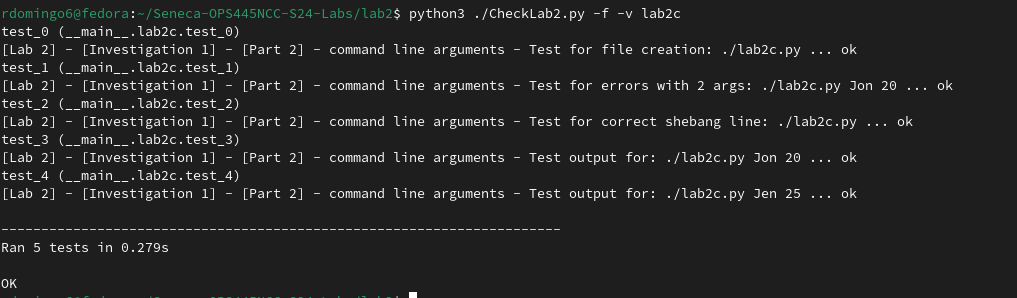 rdomingo6@fedora:~/Seneca-OPS445NCC-S24-Labs/lab2$ python3 ./CheckLab2.py -f -v lab2c
test_0 (__main__.lab2c.test_0)
[Lab 2] - [Investigation 1] - [Part 2] - command line arguments - Test for file creation: ./lab2c.py ... ok
test_1 (__main__.lab2c.test_1)
[Lab 2] - [Investigation 1] - [Part 2] - command line arguments - Test for errors with 2 args: ./lab2c.py Jon 20 ... ok
test_2 (__main__.lab2c.test_2)
[Lab 2] - [Investigation 1] - [Part 2] - command line arguments - Test for correct shebang line: ./lab2c.py ... ok
test_3 (__main__.lab2c.test_3)
[Lab 2] - [Investigation 1] - [Part 2] - command line arguments - Test output for: ./lab2c.py Jon 20 ... ok
test_4 (__main__.lab2c.test_4)
[Lab 2] - [Investigation 1] - [Part 2] - command line arguments - Test output for: ./lab2c.py Jen 25 ... ok
----------------------------------------------------------------------
Ran 5 tests in 0.279s
OK